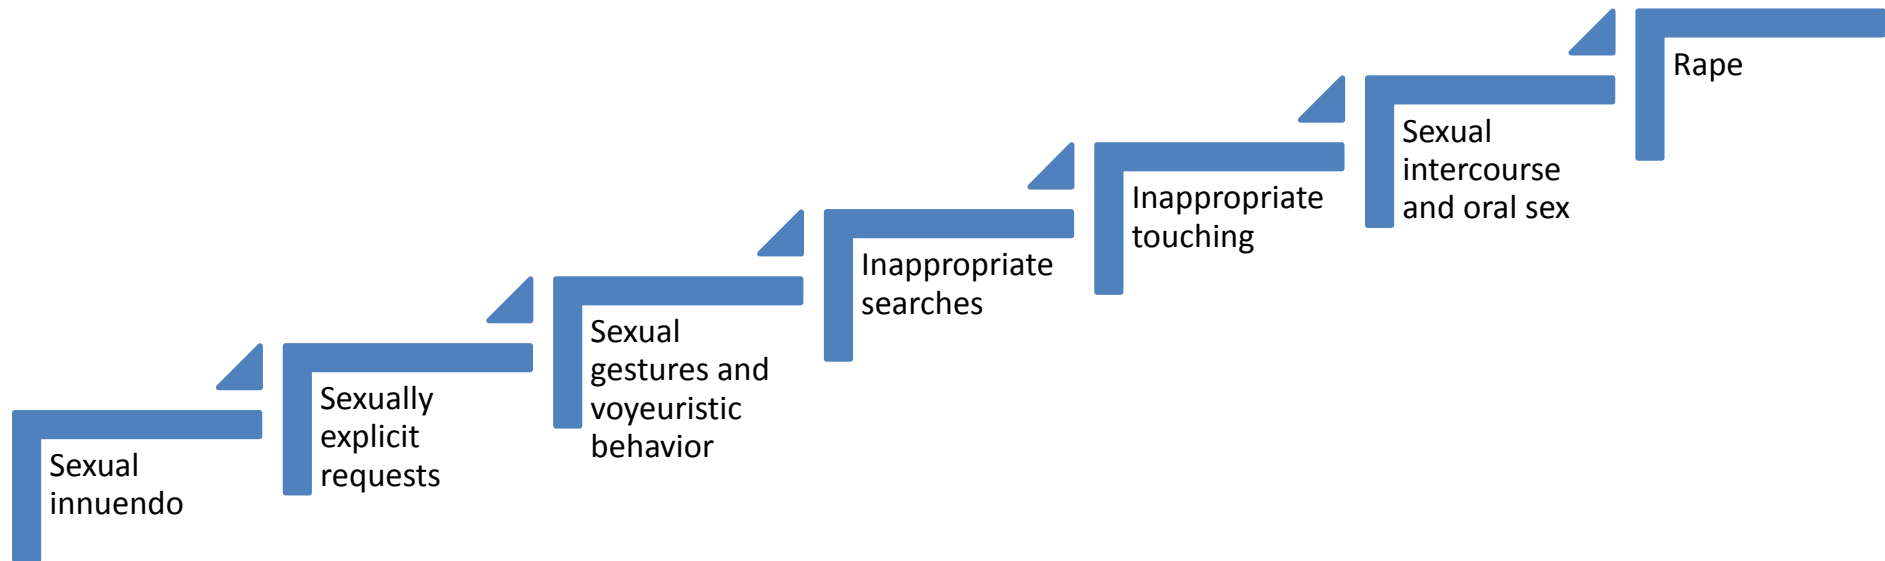 Sexual
innuendo
Sexually
explicit
requests
Sexual
gestures and
voyeuristic
behavior
Inappropriate
searches
Inappropriate
touching
Sexual
intercourse
and oral sex
Rape